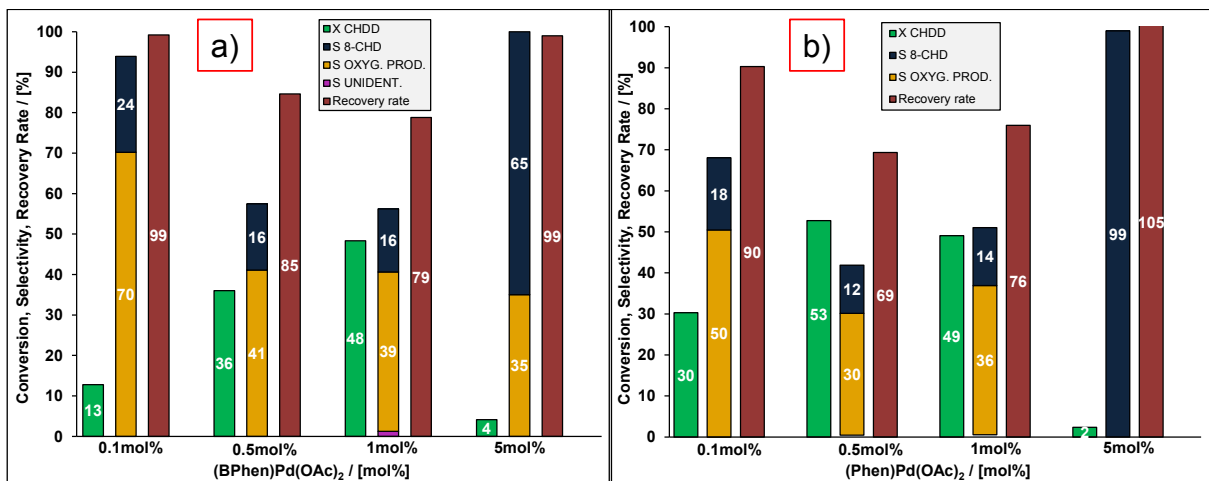 a)
X CHDD
S 8-CHD
S OXYG. PROD.
S UNIDENT.
Recovery rate
Conversion, Selectivity, Recovery Rate / [%]
100
90
80
70
60
50
40
30
20
10
0
13
70
24
99
36
41
16
85
48
39
16
79
4
35
65
99
0.1mol%
0.5mol%
1mol%
5mol%
(BPhen)Pd(OAc)2 / [mol%]
b)
X CHDD
S 8-CHD
S OXYG. PROD.
Recovery rate
Conversion, Selectivity, Recovery Rate / [%]
100
90
80
70
60
50
40
30
20
10
0
30
50
18
90
53
30
12
69
49
36
14
76
2
99
105
0.1mol%
0.5mol%
1mol%
5mol%
(Phen)Pd(OAc)2 / [mol%]